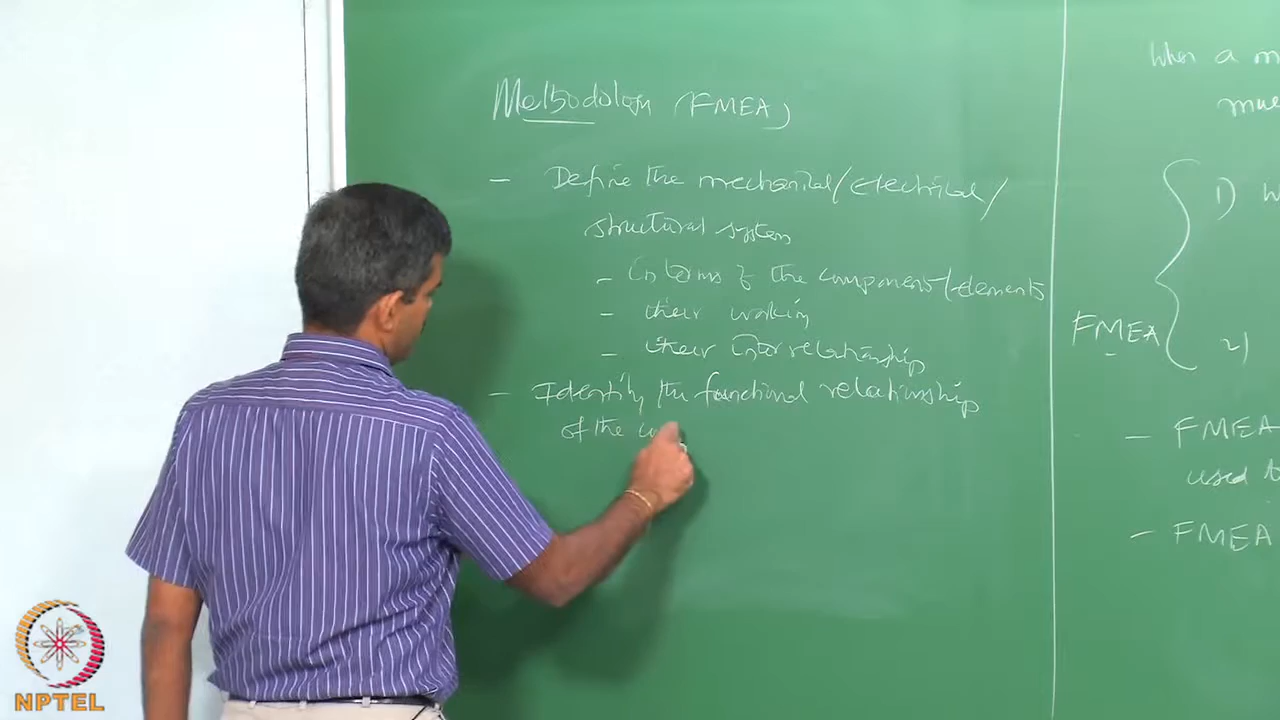 Methodology (FMEA)
- Define the mechanical/electrical/
structural system
- in terms of the components/elements
- their working
- their interrelationship
- Identify the functional relationship
of the
When a m
mu
FMEA
1) w
2)
- FMEA
used t
- FMEA
NPTEL